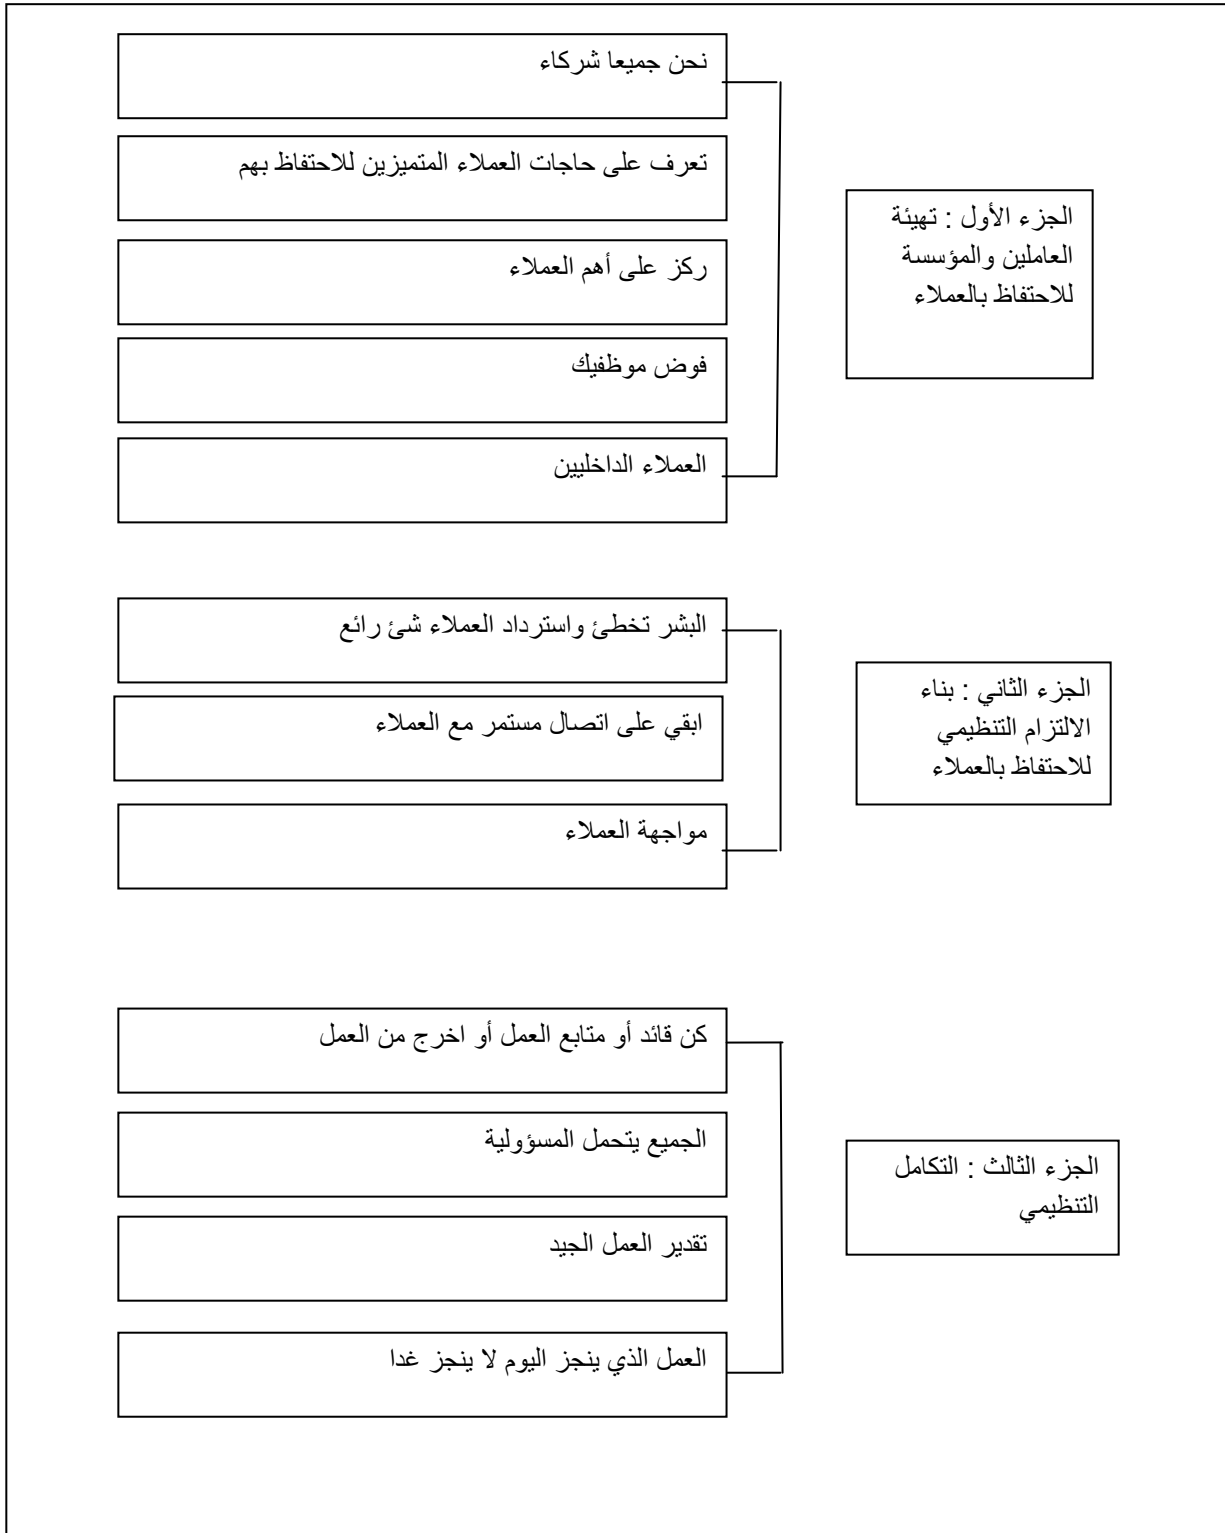 نحن جميعا شركاء
تعرف على حاجات العملاء المتميزين للاحتفاظ بهم
ركز على أهم العملاء
فوض موظفيك
العملاء الداخليين
الجزء الأول : تهيئة
العاملين والمؤسسة
للاحتفاظ بالعملاء
البشر تخطئ واسترداد العملاء شئ رائع
ابقي على اتصال مستمر مع العملاء
مواجهة العملاء
الجزء الثاني : بناء
الالتزام التنظيمي
للاحتفاظ بالعملاء
كن قائد أو متابع العمل أو اخرج من العمل
الجميع يتحمل المسؤولية
تقدير العمل الجيد
العمل الذي ينجز اليوم لا ينجز غدا
الجزء الثالث : التكامل
التنظيمي